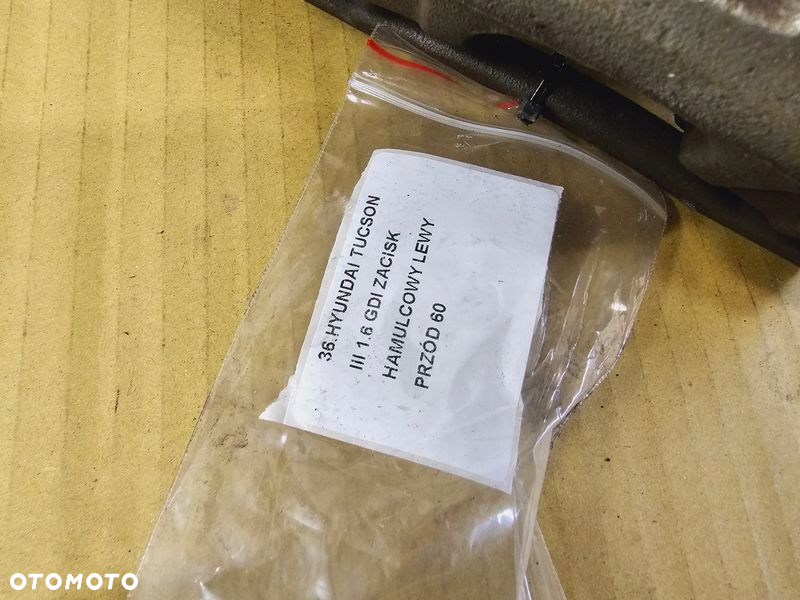 36.HYUNDAI TUCSON
III 1.6 GDI ZACISK
HAMULCOWY LEWY
PRZÓD 60
OTOMOTO